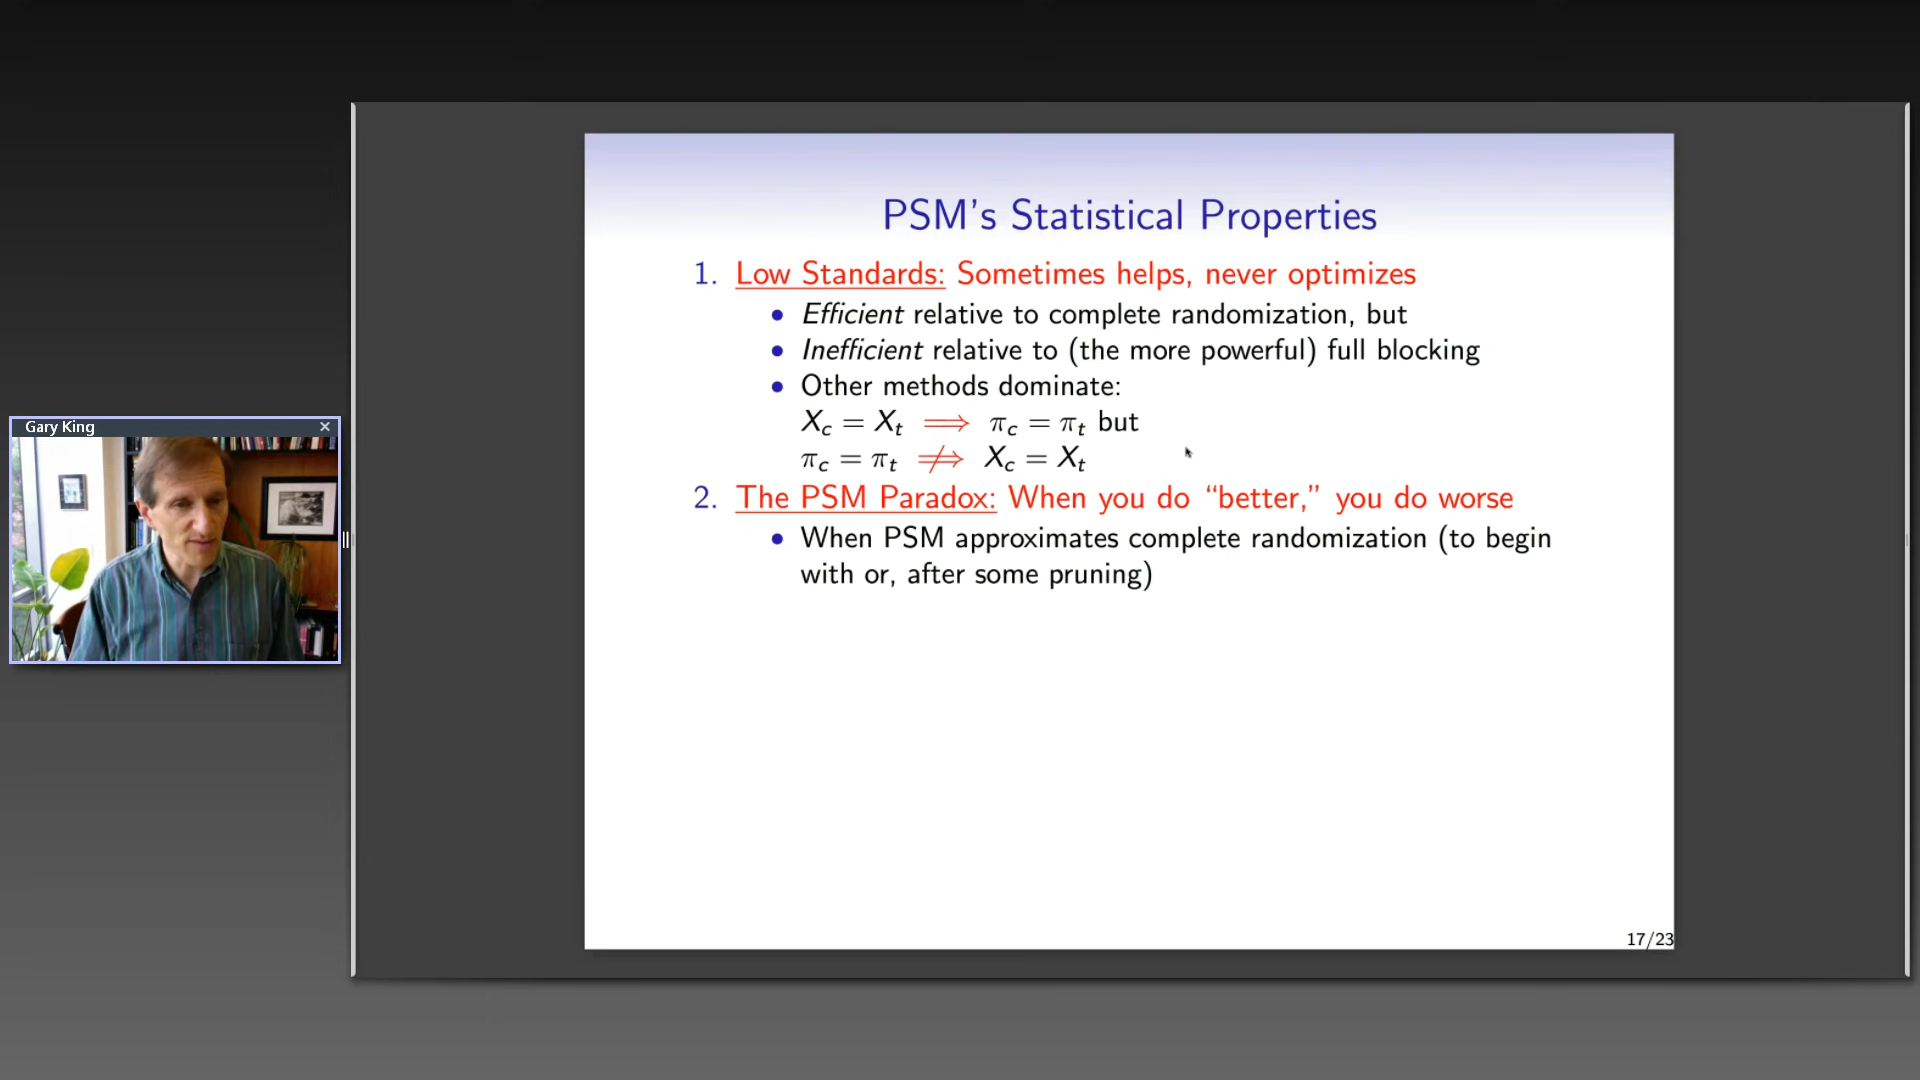 PSM's Statistical Properties
1. Low Standards: Sometimes helps, never optimizes
• Efficient relative to complete randomization, but
• Inefficient relative to (the more powerful) full blocking
• Other methods dominate:
X_c = X_t ⟹ π_c = π_t but
π_c = π_t ⇏ X_c = X_t
Gary King
2. The PSM Paradox: When you do “better,” you do worse
• When PSM approximates complete randomization (to begin
with or, after some pruning)
17/23